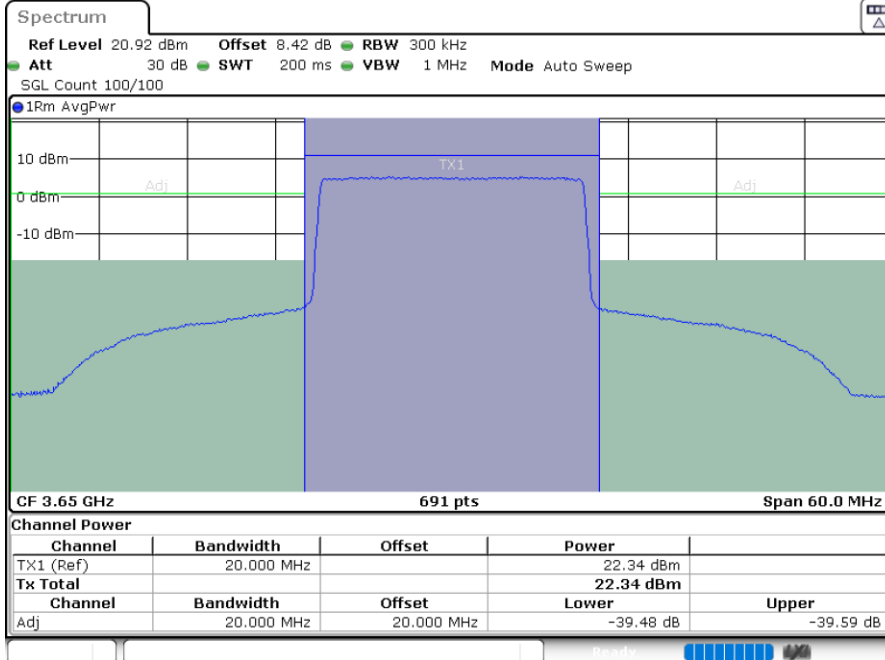 Spectrum
Ref Level 20.92 dBm Offset 8.42 dB RBW 300 kHz
Att 30 dB SWT 200 ms VBW 1 MHz Mode Auto Sweep
SGL Count 100/100
1Rm AvgPwr
10 dBm
TX1
Adj Adj
0 dBm
-10 dBm
CF 3.65 GHz 691 pts Span 60.0 MHz
Channel Power
Channel Bandwidth Offset Power
TX1 (Ref) 20.000 MHz 22.34 dBm
Tx Total 22.34 dBm
Channel Bandwidth Offset Lower Upper
Adj 20.000 MHz 20.000 MHz -39.48 dB -39.59 dB
Ready